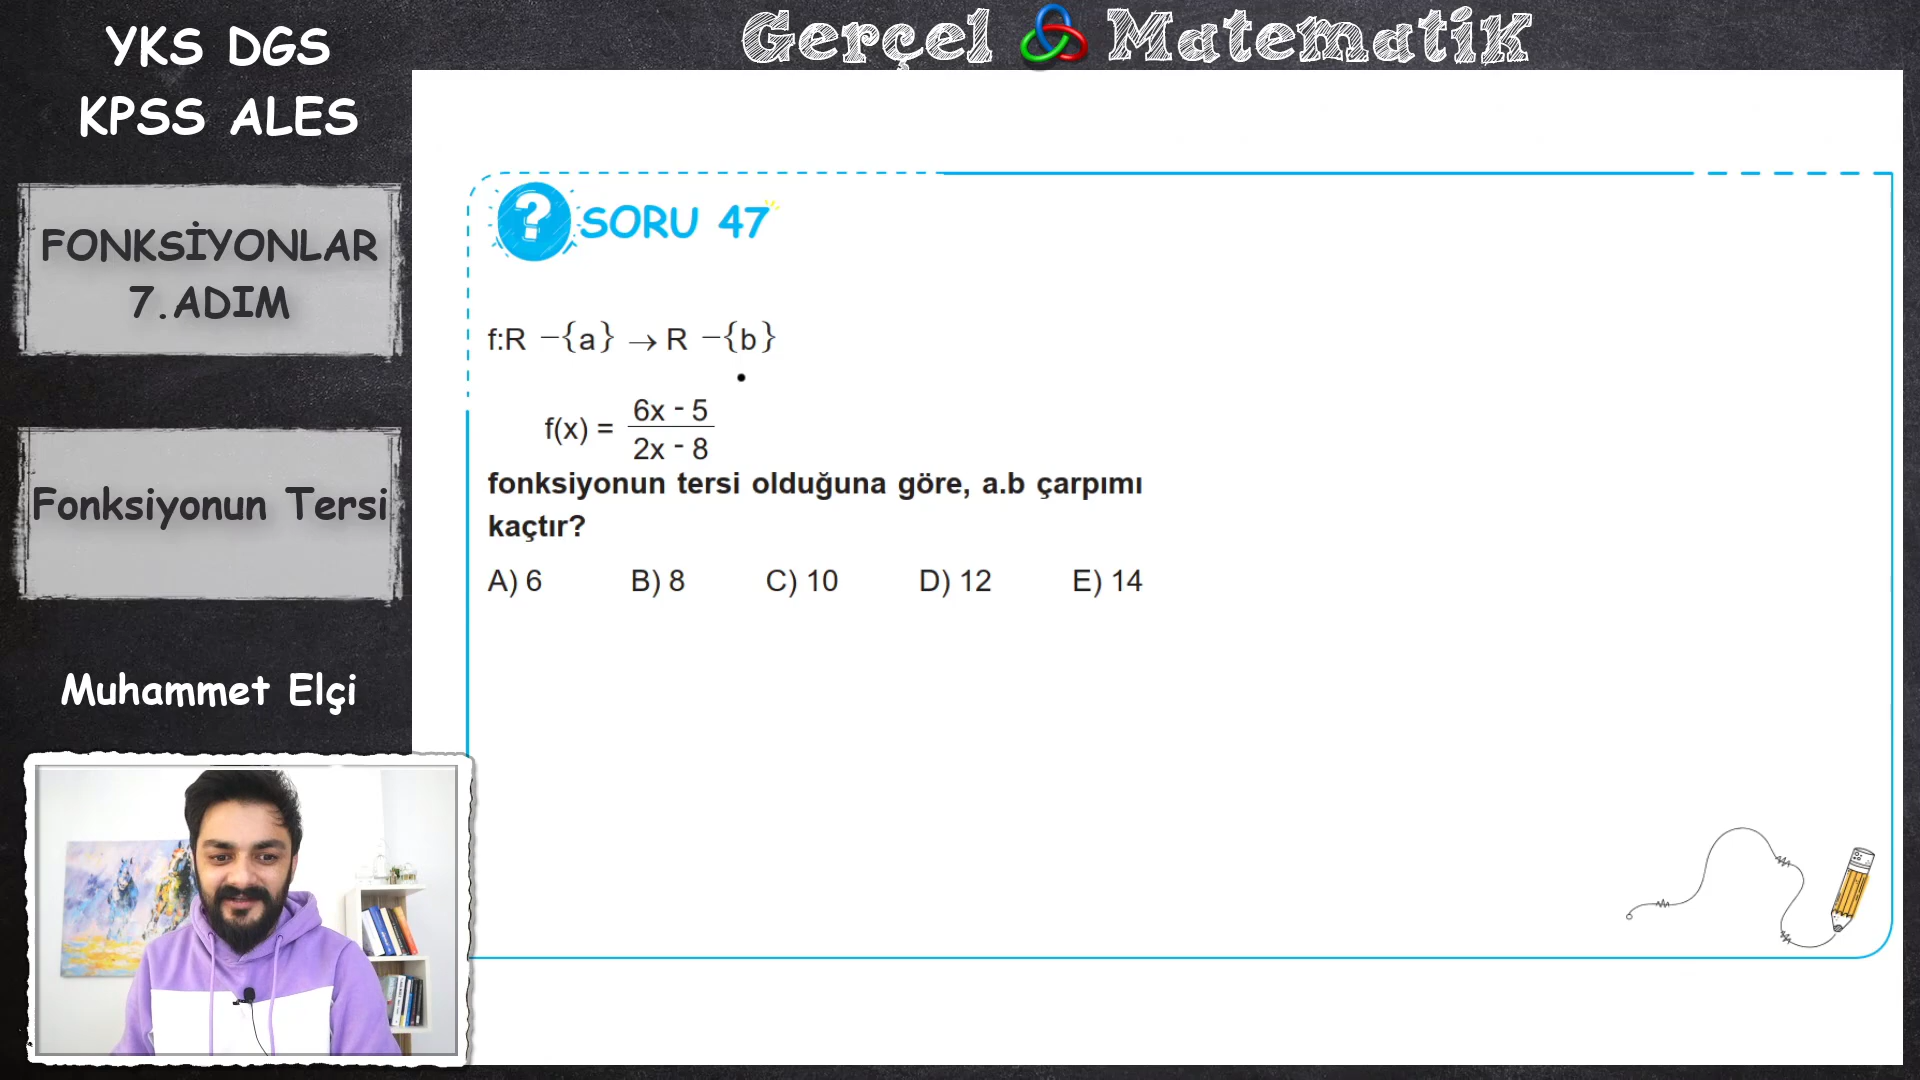 YKS DGS
KPSS ALES
Gerçel Matematik
FONKSİYONLAR
7.ADIM
Fonksiyonun Tersi
Muhammet Elçi
? SORU 47
f:R −{a} → R −{b}
f(x) = 6x - 5
2x - 8
fonksiyonun tersi olduğuna göre, a.b çarpımı
kaçtır?
A) 6 B) 8 C) 10 D) 12 E) 14